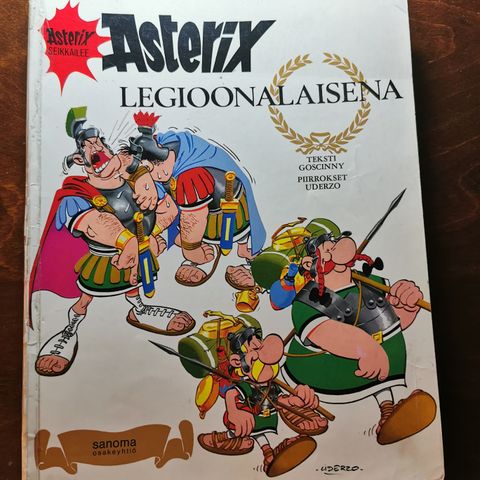 Asterix
SEIKKAILEE
Asterix
LEGIOONALAISENA
TEKSTI
GOSCINNY
PIIRROKSET
UDERZO
sanoma
osakeyhtiö
UDERZO